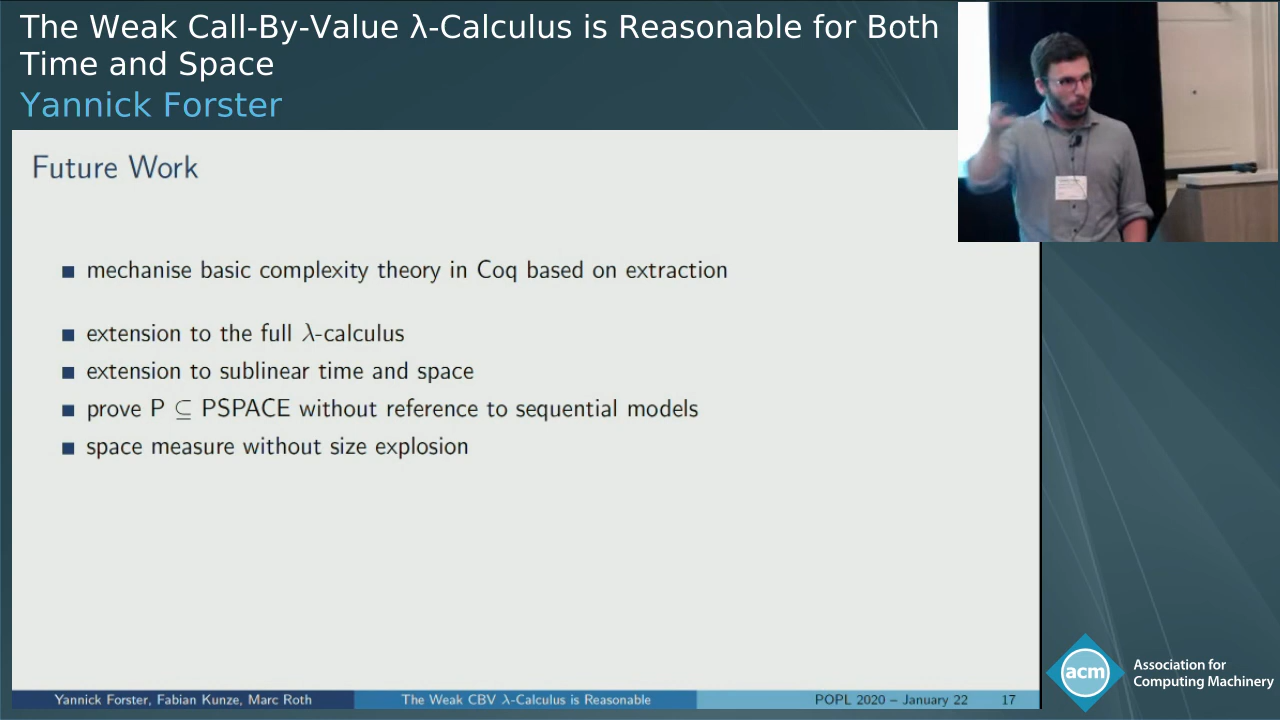 The Weak Call-By-Value λ-Calculus is Reasonable for Both
Time and Space
Yannick Forster
Future Work
mechanise basic complexity theory in Coq based on extraction
extension to the full λ-calculus
extension to sublinear time and space
prove P ⊆ PSPACE without reference to sequential models
space measure without size explosion
Yannick Forster, Fabian Kunze, Marc Roth
The Weak CBV λ-Calculus is Reasonable
POPL 2020 – January 22
17
acm
Association for
Computing Machinery